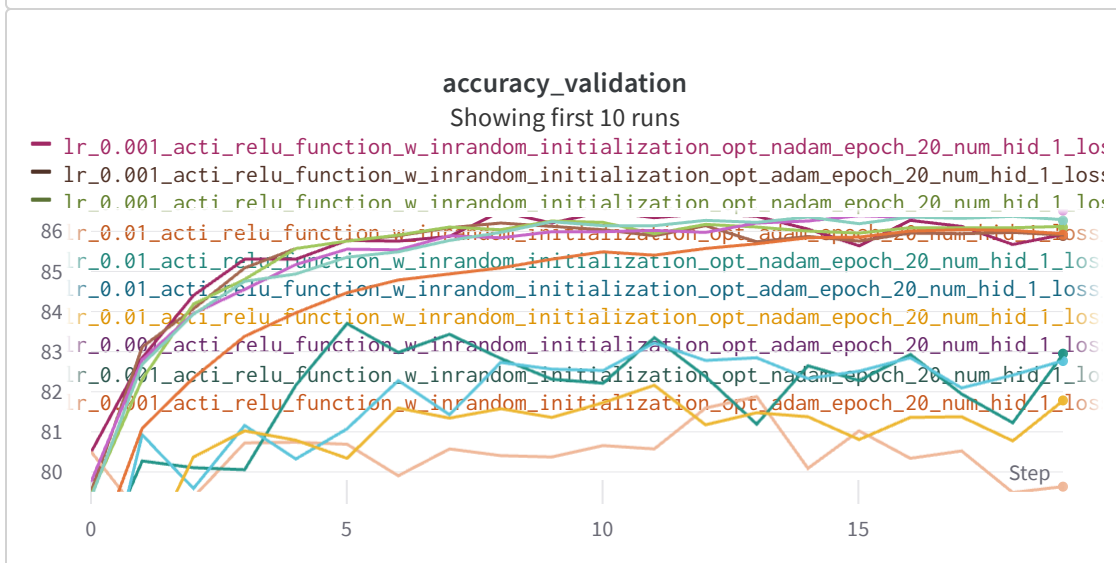 accuracy_validation
Showing first 10 runs
lr_0.001_acti_relu_function_w_inrandom_initialization_opt_nadam_epoch_20_num_hid_1_los
lr_0.001_acti_relu_function_w_inrandom_initialization_opt_adam_epoch_20_num_hid_1_loss
lr_0.001_acti_relu_function_w_inrandom_initialization_opt_nadam_epoch_20_num_hid_1_los
86
lr_0.01_acti_relu_function_w_inrandom_initialization_opt_adam_epoch_20_num_hid_1_loss
lr_0.01_acti_relu_function_w_inrandom_initialization_opt_nadam_epoch_20_num_hid_1_los
85
lr_0.01_acti_relu_function_w_inrandom_initialization_opt_adam_epoch_20_num_hid_1_loss
84
lr_0.01_acti_relu_function_w_inrandom_initialization_opt_nadam_epoch_20_num_hid_1_los
83
lr_0.001_acti_relu_function_w_inrandom_initialization_opt_adam_epoch_20_num_hid_1_los
lr_0.001_acti_relu_function_w_inrandom_initialization_opt_nadam_epoch_20_num_hid_1_lo
82
lr_0.001_acti_relu_function_w_inrandom_initialization_opt_adam_epoch_20_num_hid_1_los
81
80
Step
0 5 10 15